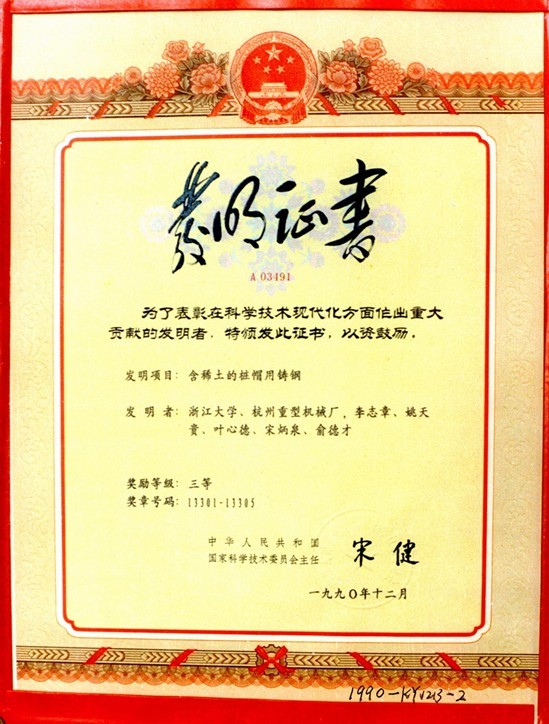 發明证書
A 03491
为了表彰在科学技术现代化方面作出重大
贡献的发明者，特颁发此证书，以资鼓励。
发明项目：含稀土的桩帽用铸钢
发 明 者：浙江大学、杭州重型机械厂，李志章、姚天
贵、叶心德、宋炳泉、俞德才
奖励等级：三等
奖章号码：13301-13305
中华人民共和国
国家科学技术委员会主任
宋健
一九九〇年十二月